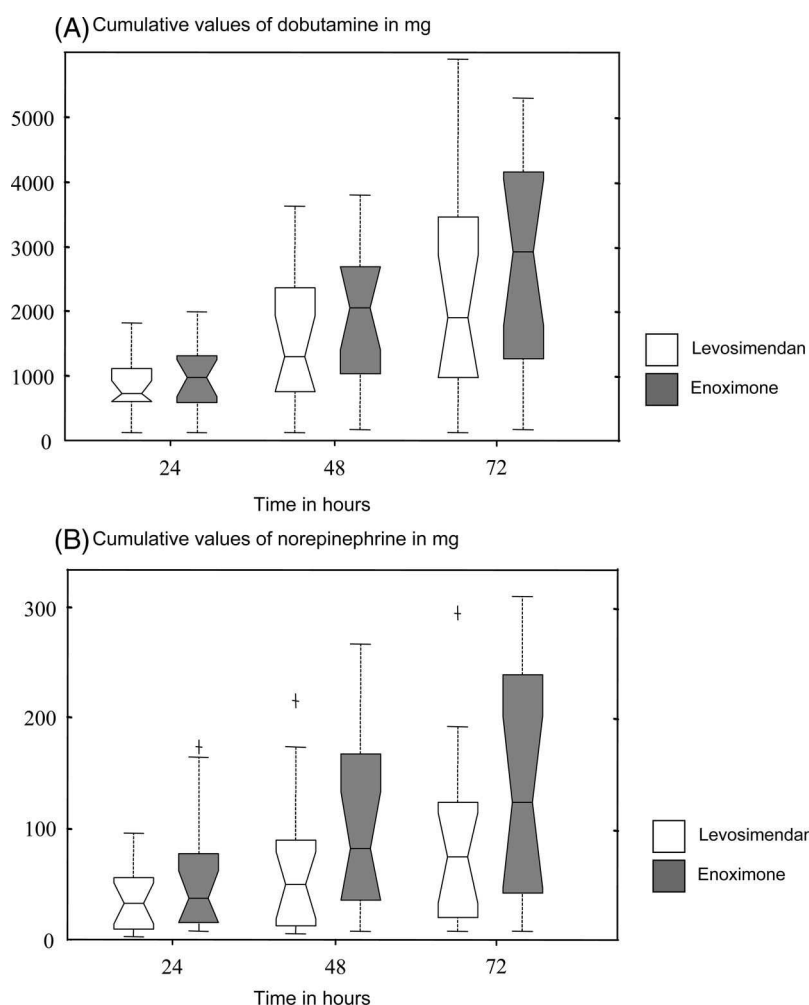 (A) Cumulative values of dobutamine in mg
5000
4000
3000
2000
1000
0
24 48 72
Time in hours
Levosimendan
Enoximone
(B) Cumulative values of norepinephrine in mg
300
200
100
0
24 48 72
Time in hours
Levosimendan
Enoximone